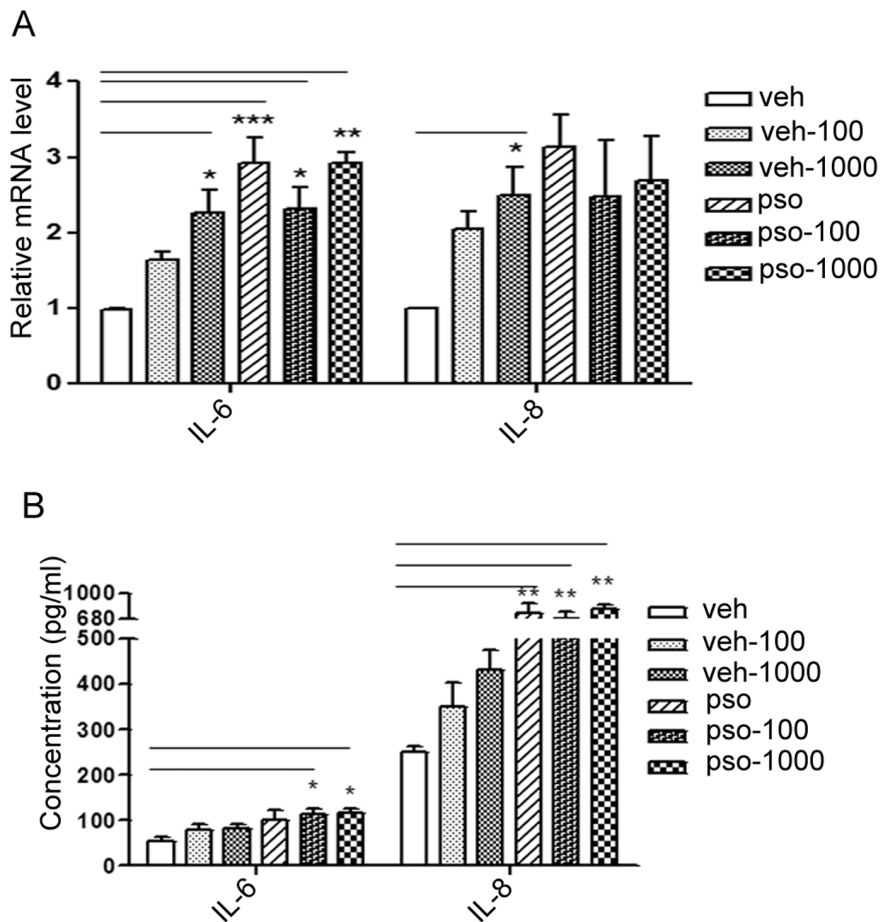 A
Relative mRNA level
4
3
2
1
0
*
***
*
**
*
IL-6
IL-8
veh
veh-100
veh-1000
pso
pso-100
pso-1000
B
Concentration (pg/ml)
1000
680
500
400
300
200
100
0
*
*
**
**
**
IL-6
IL-8
veh
veh-100
veh-1000
pso
pso-100
pso-1000